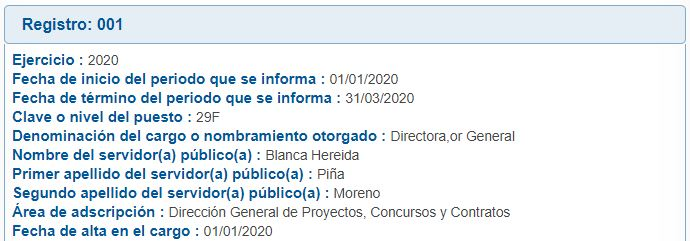 Registro: 001
Ejercicio : 2020
Fecha de inicio del periodo que se informa : 01/01/2020
Fecha de término del periodo que se informa : 31/03/2020
Clave o nivel del puesto : 29F
Denominación del cargo o nombramiento otorgado : Directora,or General
Nombre del servidor(a) público(a) : Blanca Hereida
Primer apellido del servidor(a) público(a) : Piña
Segundo apellido del servidor(a) público(a) : Moreno
Área de adscripción : Dirección General de Proyectos, Concursos y Contratos
Fecha de alta en el cargo : 01/01/2020